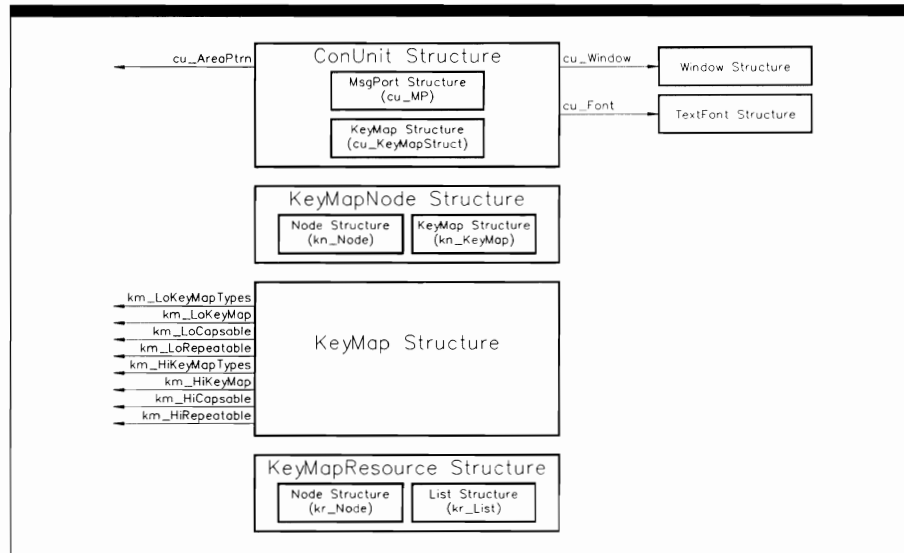 cu_AreaPtrn
ConUnit Structure
MsgPort Structure
(cu_MP)
KeyMap Structure
(cu_KeyMapStruct)
cu_Window
Window Structure
cu_Font
TextFont Structure
KeyMapNode Structure
Node Structure
(kn_Node)
KeyMap Structure
(kn_KeyMap)
km_LoKeyMapTypes
km_LoKeyMap
km_LoCapsable
km_LoRepeatable
km_HiKeyMapTypes
km_HiKeyMap
km_HiCapsable
km_HiRepeatable
KeyMap Structure
KeyMapResource Structure
Node Structure
(kr_Node)
List Structure
(kr_List)